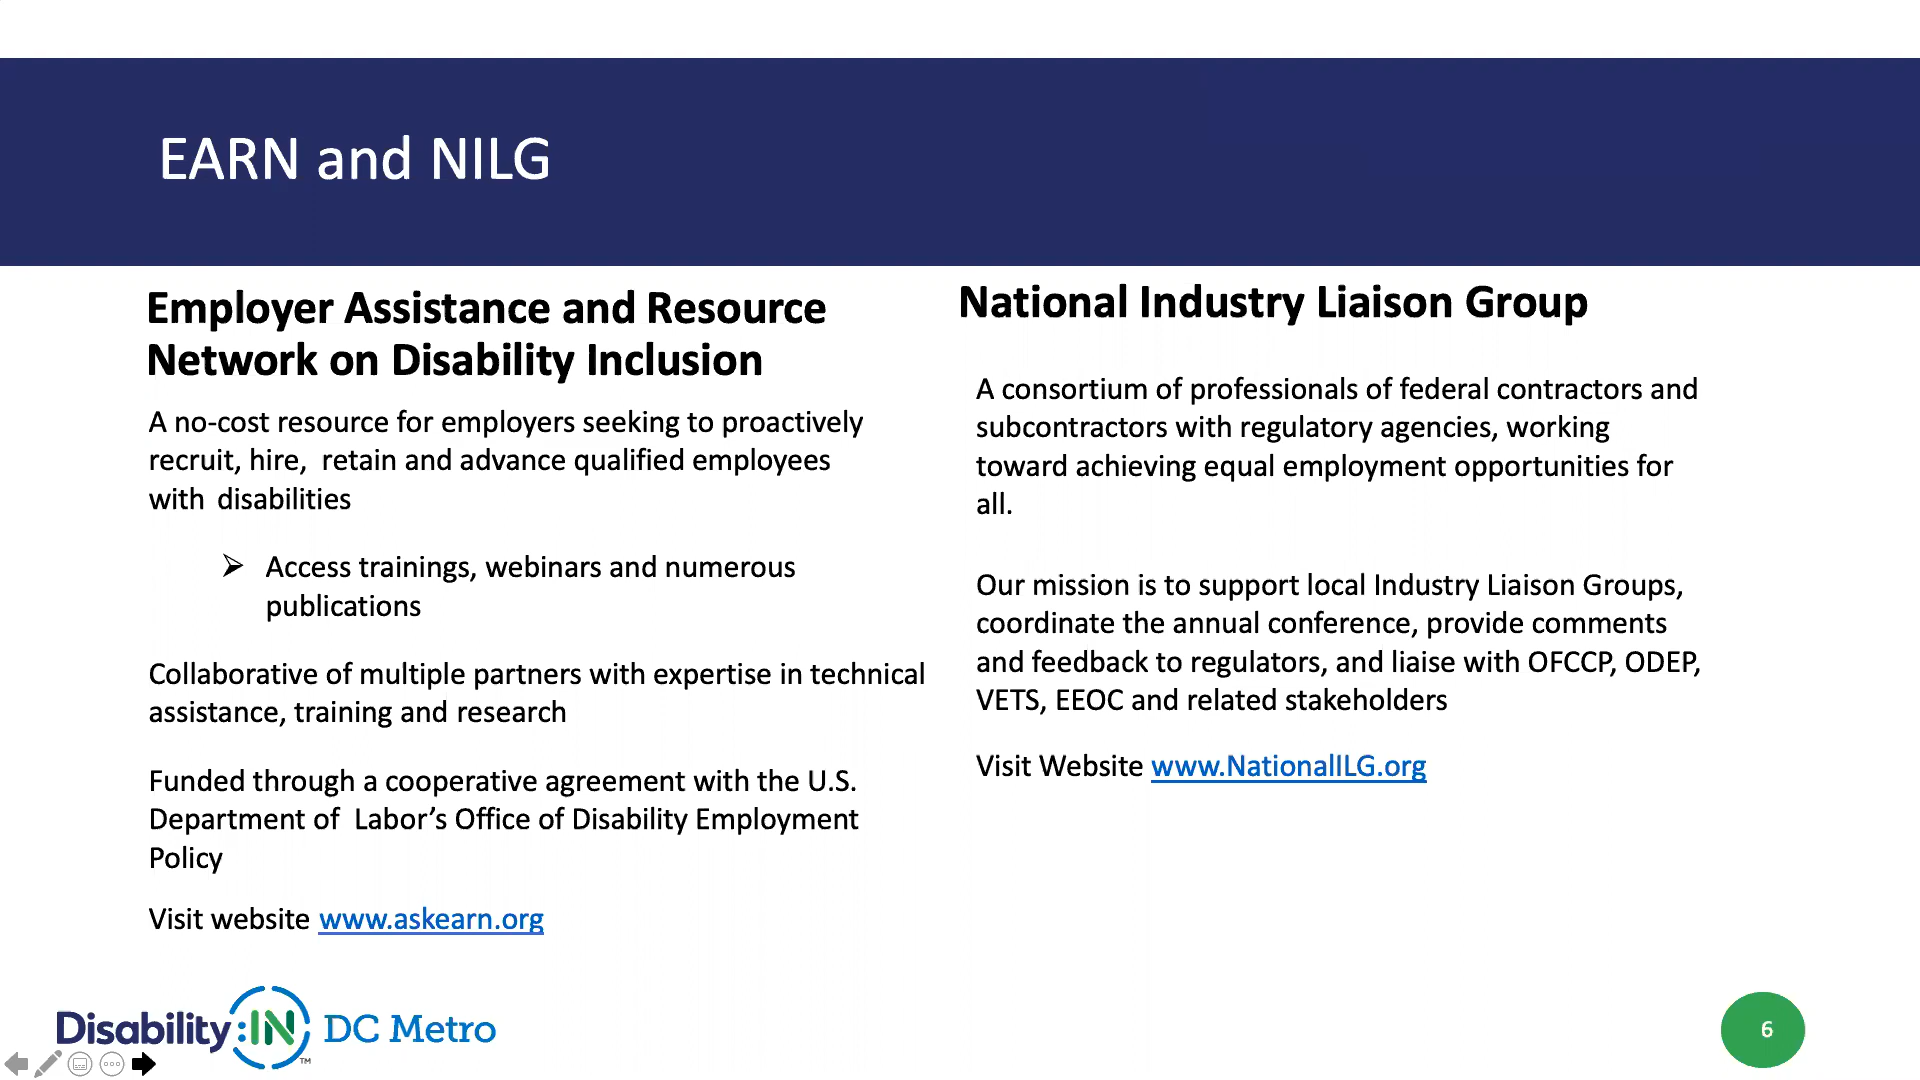 EARN and NILG
Employer Assistance and Resource
Network on Disability Inclusion
A no-cost resource for employers seeking to proactively
recruit, hire,  retain and advance qualified employees
with disabilities
➢ Access trainings, webinars and numerous
publications
Collaborative of multiple partners with expertise in technical
assistance, training and research
Funded through a cooperative agreement with the U.S.
Department of  Labor’s Office of Disability Employment
Policy
Visit website www.askearn.org
National Industry Liaison Group
A consortium of professionals of federal contractors and
subcontractors with regulatory agencies, working
toward achieving equal employment opportunities for
all.
Our mission is to support local Industry Liaison Groups,
coordinate the annual conference, provide comments
and feedback to regulators, and liaise with OFCCP, ODEP,
VETS, EEOC and related stakeholders
Visit Website www.NationalILG.org
Disability:IN™ DC Metro
6